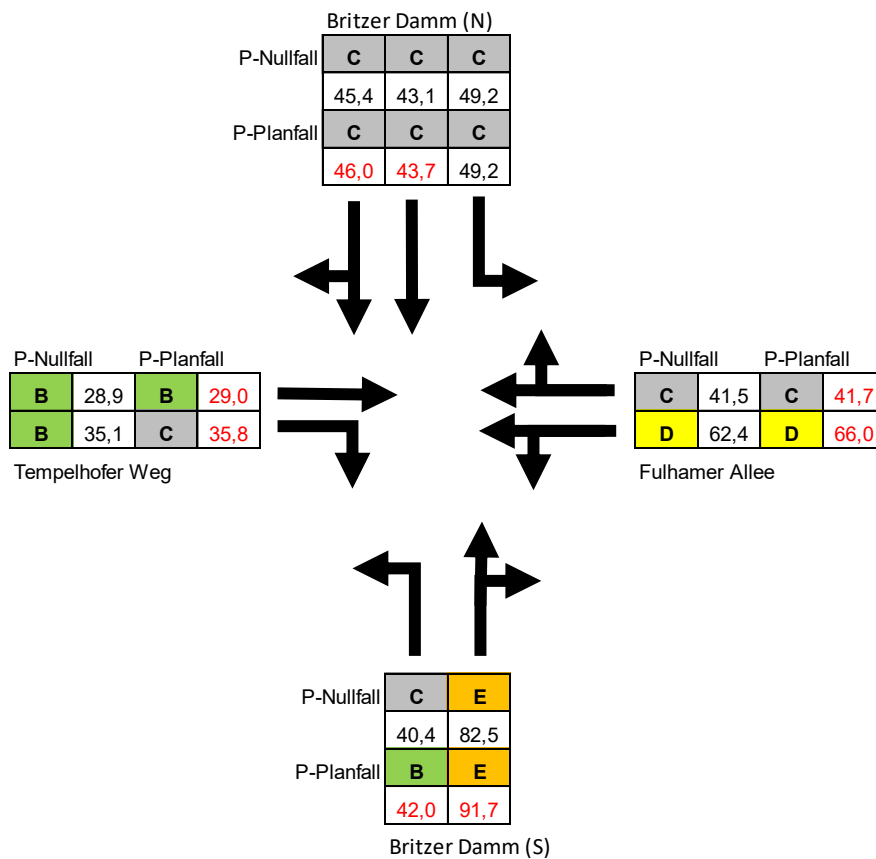 Britzer Damm (N)
P-Nullfall C C C
45,4 43,1 49,2
P-Planfall C C C
46,0 43,7 49,2
P-Nullfall P-Planfall
B 28,9 B 29,0
B 35,1 C 35,8
Tempelhofer Weg
P-Nullfall P-Planfall
C 41,5 C 41,7
D 62,4 D 66,0
Fulhamer Allee
P-Nullfall C E
40,4 82,5
P-Planfall B E
42,0 91,7
Britzer Damm (S)